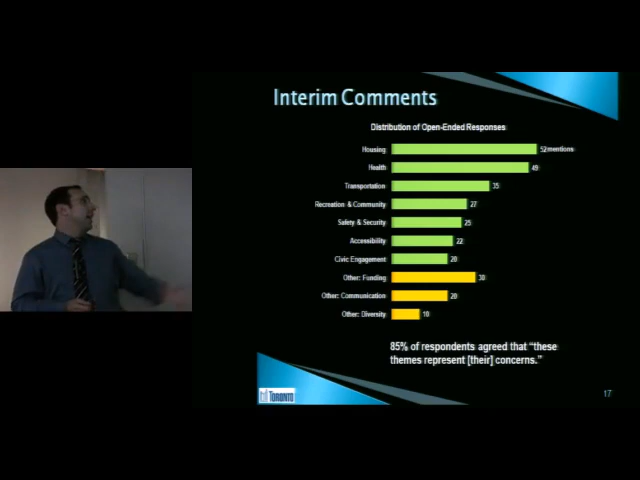 Interim Comments
Distribution of Open-Ended Responses
Housing 52 mentions
Health 49
Transportation 35
Recreation & Community 27
Safety & Security 25
Accessibility 22
Civic Engagement 20
Other: Funding 30
Other: Communication 20
Other: Diversity 10
85% of respondents agreed that “these
themes represent [their] concerns.”
TORONTO
17